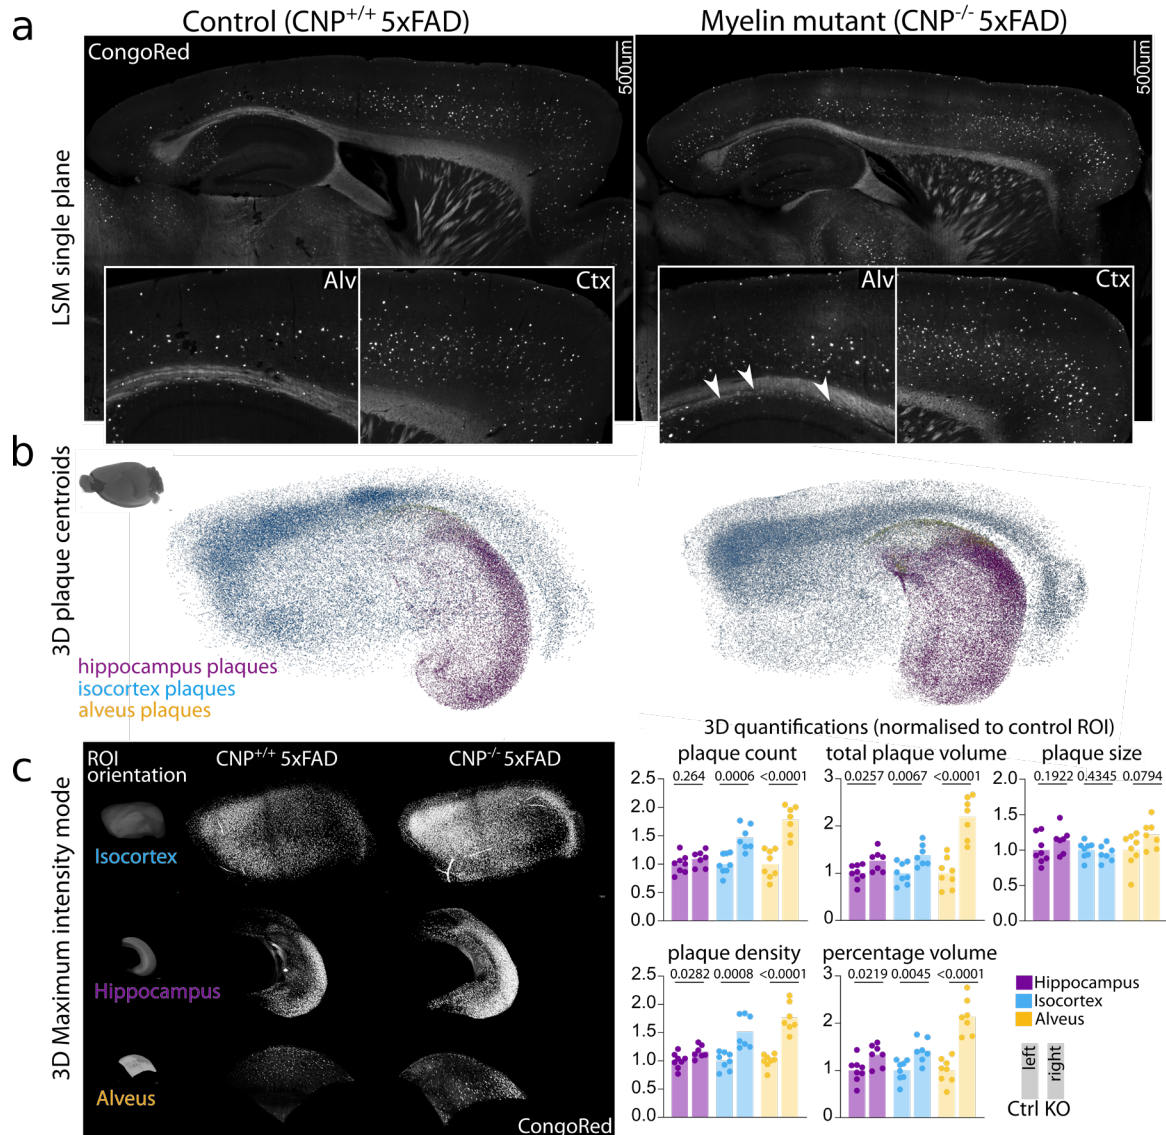 a
Control (CNP+/+ 5xFAD)
Myelin mutant (CNP-/- 5xFAD)
LSM single plane
CongoRed
500um
500um
Alv
Ctx
Alv
Ctx
b
3D plaque centroids
hippocampus plaques
isocortex plaques
alveus plaques
c
3D Maximum intensity mode
ROI
orientation
CNP+/+ 5xFAD
CNP-/- 5xFAD
Isocortex
Hippocampus
Alveus
CongoRed
3D quantifications (normalised to control ROI)
plaque count
0.264 0.0006 <0.0001
2.5
2.0
1.5
1.0
0.5
0.0
total plaque volume
0.0257 0.0067 <0.0001
3
2
1
0
plaque size
0.1922 0.4345 0.0794
2.0
1.5
1.0
0.5
0.0
plaque density
0.0282 0.0008 <0.0001
2.5
2.0
1.5
1.0
0.5
0.0
percentage volume
0.0219 0.0045 <0.0001
3
2
1
0
Hippocampus
Isocortex
Alveus
left
right
Ctrl KO